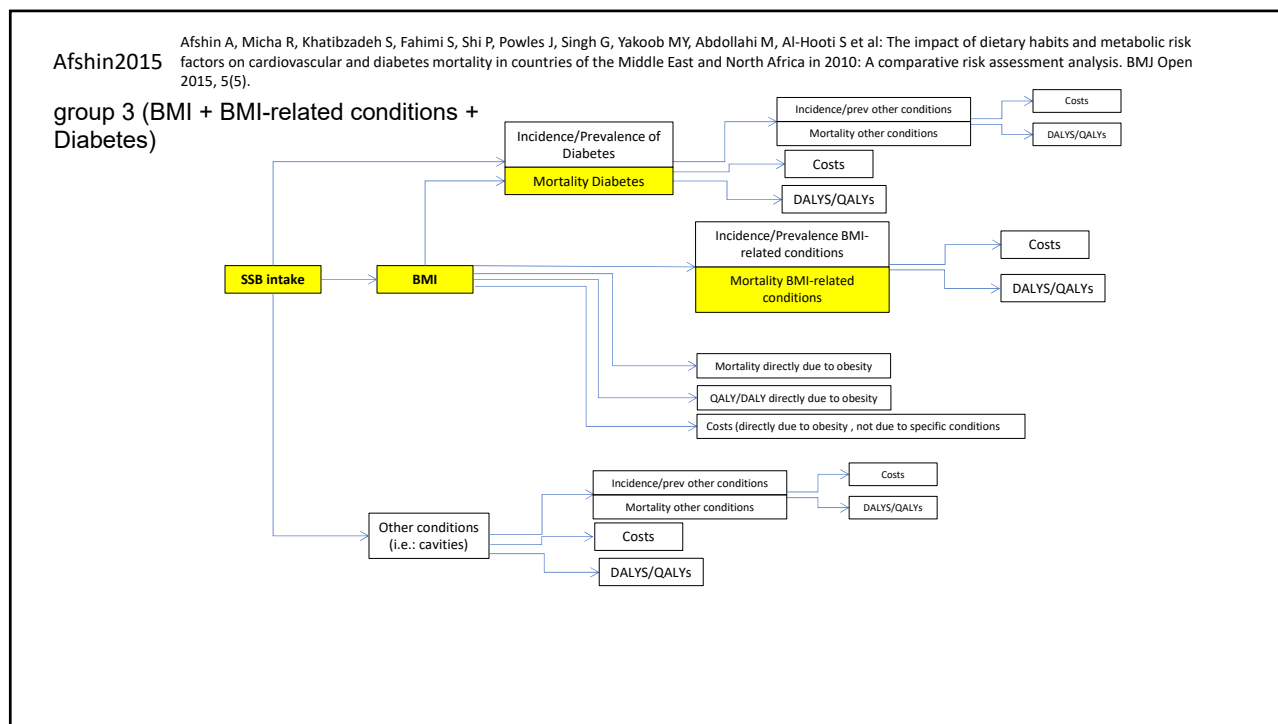 Afshin2015
Afshin A, Micha R, Khatibzadeh S, Fahimi S, Shi P, Powles J, Singh G, Yakoob MY, Abdollahi M, Al-Hooti S et al: The impact of dietary habits and metabolic risk
factors on cardiovascular and diabetes mortality in countries of the Middle East and North Africa in 2010: A comparative risk assessment analysis. BMJ Open
2015, 5(5).
group 3 (BMI + BMI-related conditions +
Diabetes)
Incidence/Prevalence of
Diabetes
Mortality Diabetes
Incidence/prev other conditions
Mortality other conditions
Costs
DALYS/QALYs
Costs
DALYS/QALYs
Incidence/Prevalence BMI-
related conditions
Mortality BMI-related
conditions
Costs
DALYS/QALYs
SSB intake
BMI
Mortality directly due to obesity
QALY/DALY directly due to obesity
Costs (directly due to obesity , not due to specific conditions
Other conditions
(i.e.: cavities)
Incidence/prev other conditions
Mortality other conditions
Costs
DALYS/QALYs
Costs
DALYS/QALYs